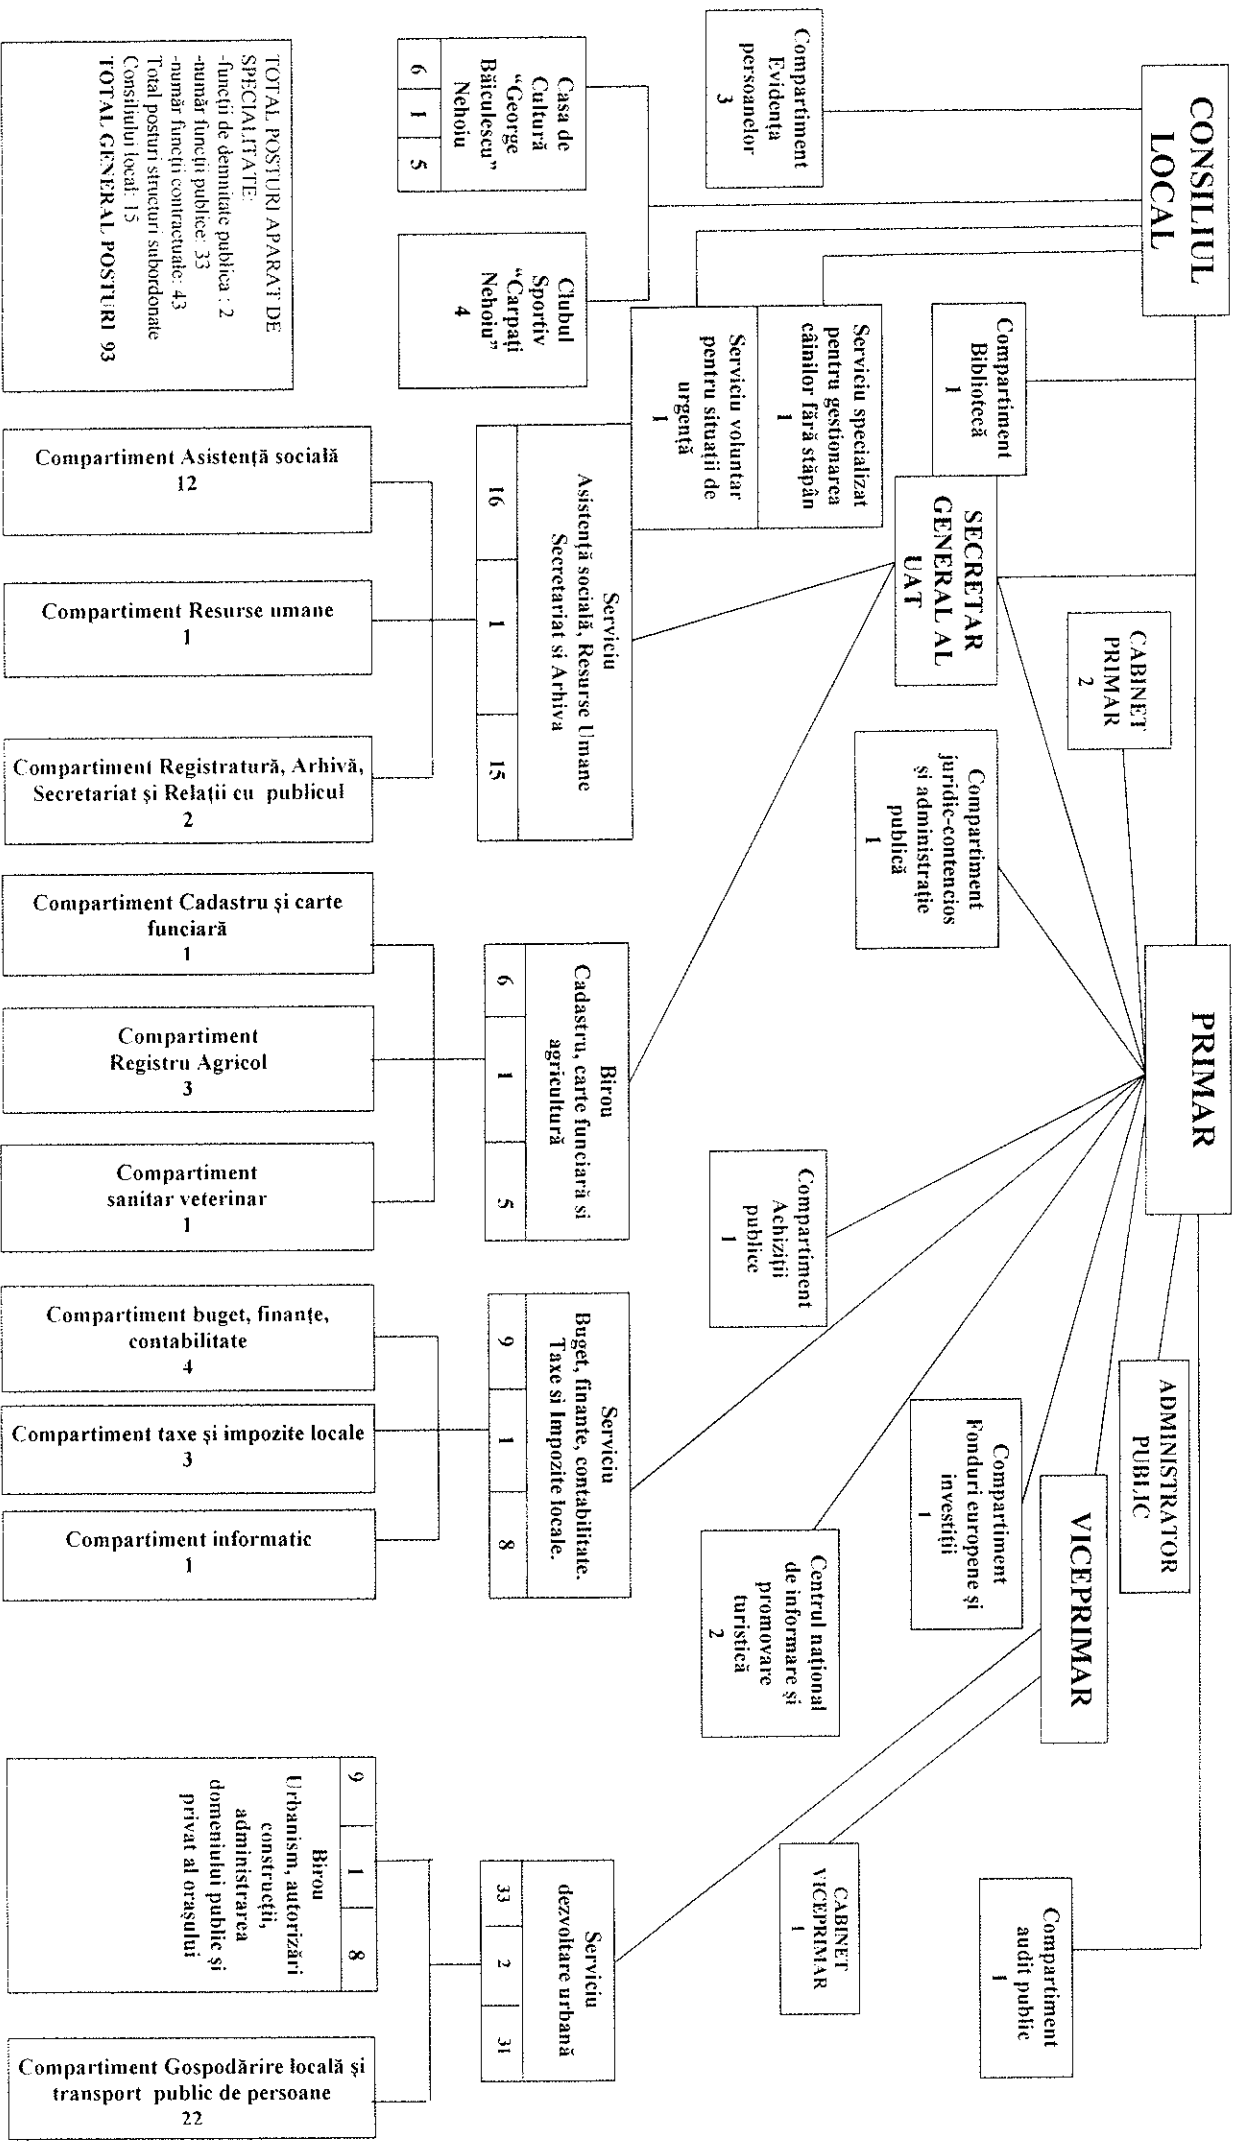 CONSILIUL
LOCAL
PRIMAR
ADMINISTRATOR
PUBLIC
VICEPRIMAR
CABINET
PRIMAR
2
Compartiment
audit public
1
Compartiment
Bibliotecă
1
SECRETAR
GENERAL AL
UAT
Compartiment
juridic-contencios
și administrație
publică
1
Compartiment
Fonduri europene și
investiții
1
Compartiment
Evidența
persoanelor
3
Serviciu specializat
pentru gestionarea
câinilor fără stăpân
1
Serviciu voluntar
pentru situații de
urgență
1
Compartiment
Achiziții
publice
1
Centrul național
de informare și
promovare
turistică
2
CABINET
VICEPRIMAR
1
Casa de
Cultură
"George
Băiculescu"
Nehoiu
6 1 5
Clubul
Sportiv
"Carpați
Nehoiu"
4
Serviciu
Asistență socială, Resurse Umane
Secretariat si Arhiva
16 1 15
Birou
Cadastru, carte funciară si
agricultură
6 1 5
Serviciu
Buget, finante, contabilitate.
Taxe si Impozite locale.
9 1 8
Serviciu
dezvoltare urbană
33 2 31
TOTAL POSTURI APARAT DE
SPECIALITATE:
-funcții de demnitate publica : 2
-număr funcții publice: 33
-număr funcții contractuale: 43
Total posturi structuri subordonate
Consiliului local: 15
TOTAL GENERAL POSTURI 93
Compartiment Asistență socială
12
Compartiment Resurse umane
1
Compartiment Registratură, Arhivă,
Secretariat și Relații cu publicul
2
Compartiment Cadastru și carte
funciară
1
Compartiment
Registru Agricol
3
Compartiment
sanitar veterinar
1
Compartiment buget, finanțe,
contabilitate
4
Compartiment taxe și impozite locale
3
Compartiment informatic
1
9 1 8
Birou
Urbanism, autorizări
construcții,
administrarea
domeniului public și
privat al orașului
Compartiment Gospodărire locală și
transport public de persoane
22